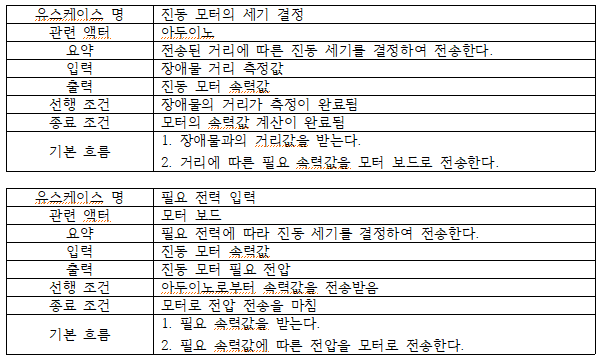 유스케이스 명 진동 모터의 세기 결정
관련 액터 아두이노
요약 전송된 거리에 따른 진동 세기를 결정하여 전송한다.
입력 장애물 거리 측정값
출력 진동 모터 속력값
선행 조건 장애물의 거리가 측정이 완료됨
종료 조건 모터의 속력값 계산이 완료됨
기본 흐름 1. 장애물과의 거리값을 받는다.
2. 거리에 따른 필요 속력값을 모터 보드로 전송한다.
유스케이스 명 필요 전력 입력
관련 액터 모터 보드
요약 필요 전력에 따라 진동 세기를 결정하여 전송한다.
입력 진동 모터 속력값
출력 진동 모터 필요 전압
선행 조건 아두이노로부터 속력값을 전송받음
종료 조건 모터로 전압 전송을 마침
기본 흐름 1. 필요 속력값을 받는다.
2. 필요 속력값에 따른 전압을 모터로 전송한다.